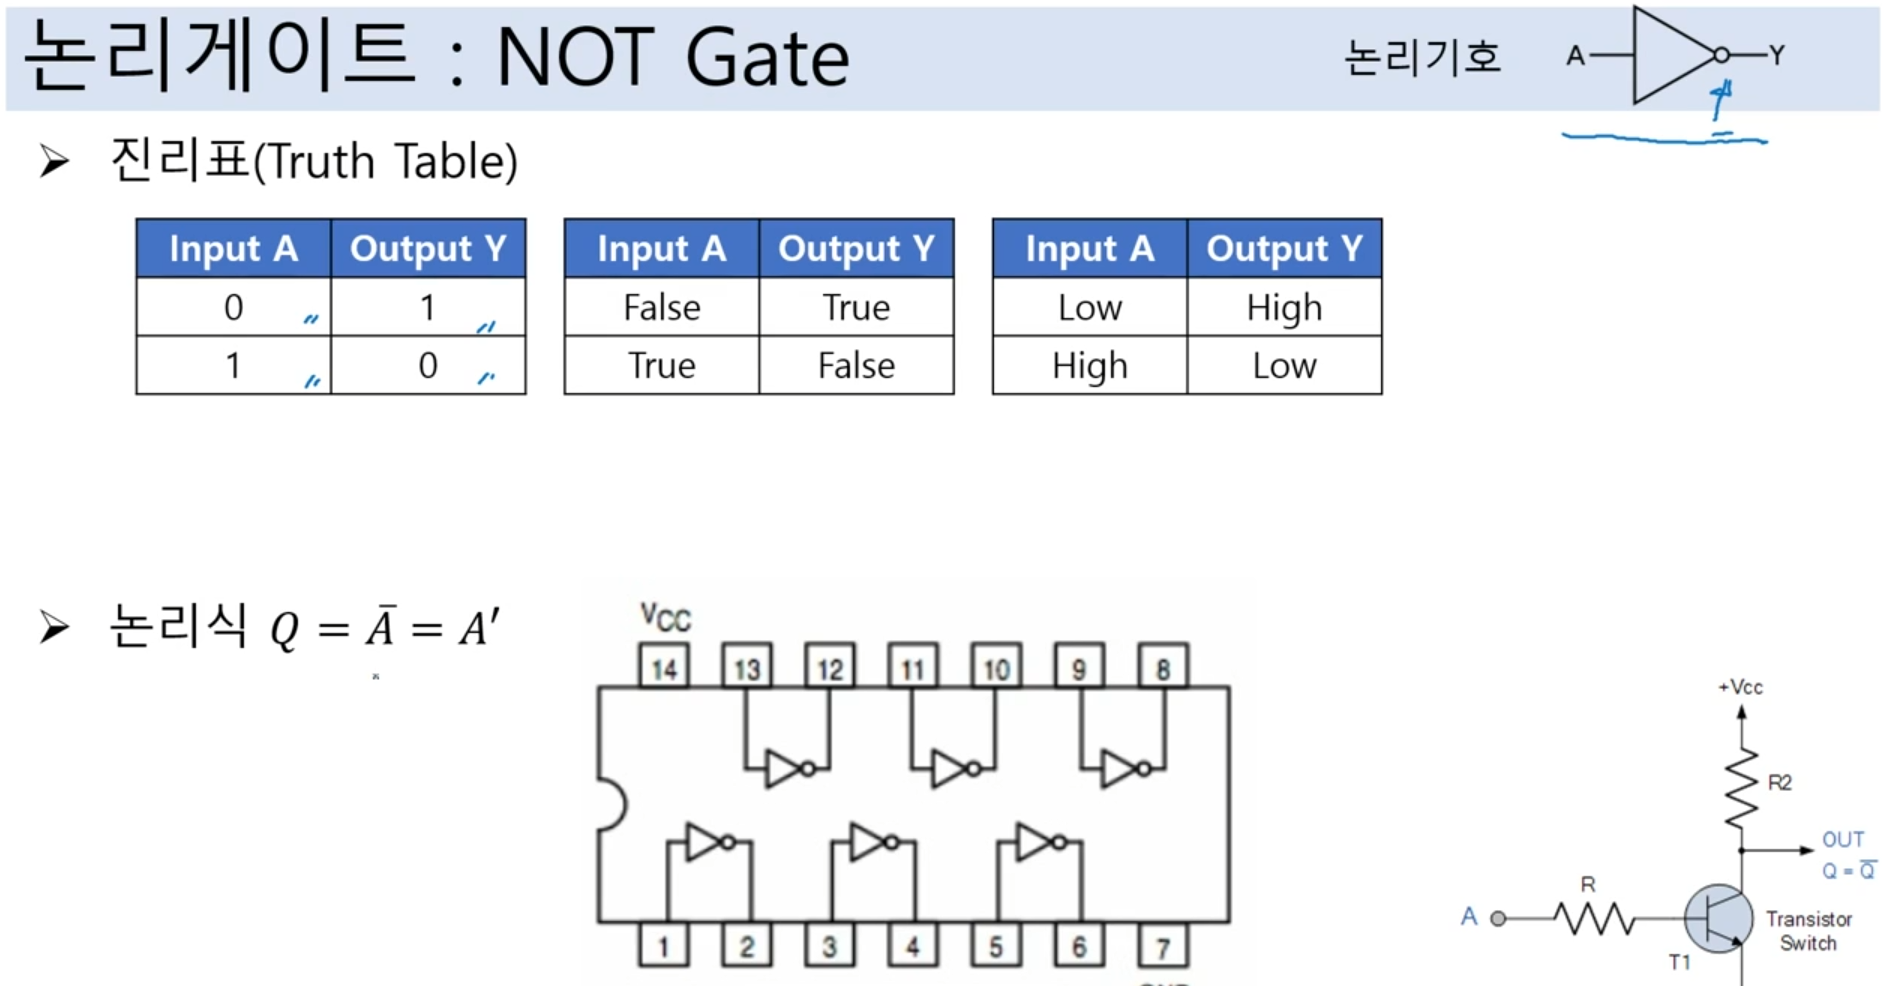 논리게이트 : NOT Gate
논리기호 A Y
➢ 진리표(Truth Table)
Input A Output Y Input A Output Y Input A Output Y
0 1 False True Low High
1 0 True False High Low
➢ 논리식 Q = Ā = A′
VCC
14 13 12 11 10 9 8
1 2 3 4 5 6 7
+Vcc
R2
OUT
Q = Q̅
R
A
Transistor
Switch
T1